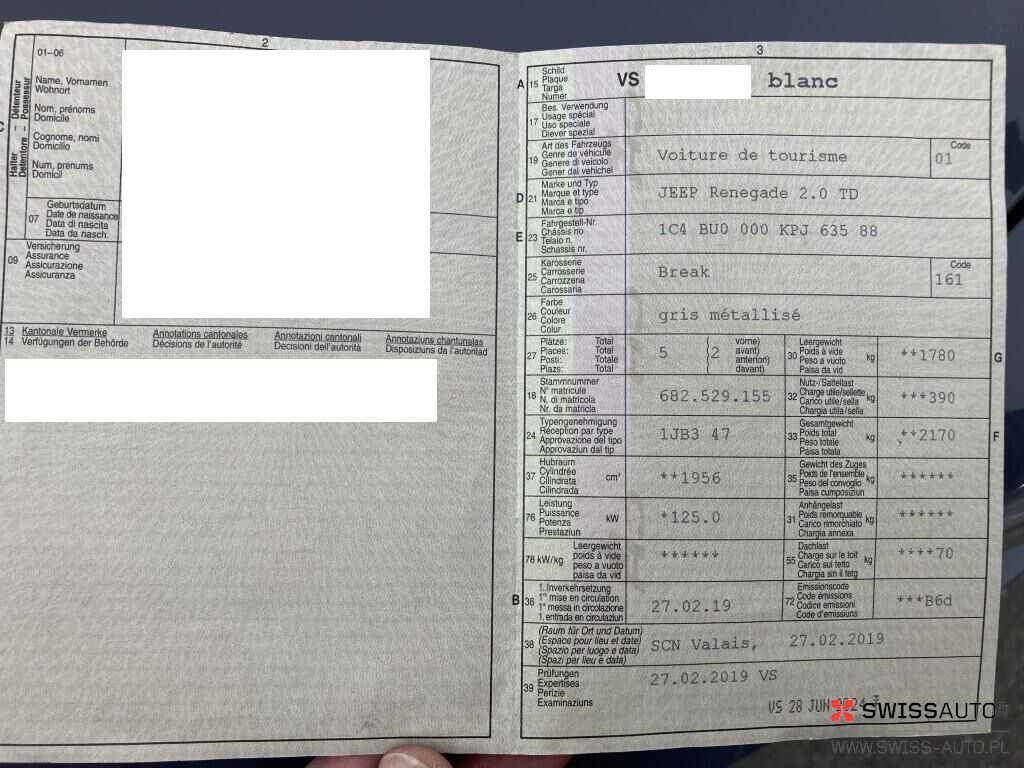 2
01–06
Name, Vornamen
Wohnort
Nom, prénoms
Domicile
Cognome, nomi
Domicilio
Num, prenums
Domicil
C
Halter – Détenteur
Detentore – Possessur
07
Geburtsdatum
Date de naissance
Data di nascita
Data da nasch.
09
Versicherung
Assurance
Assicurazione
Assicuranza
13 Kantonale Vermerke Annotations cantonales Annotazioni cantonali Annotaziuns chantunalas
14 Verfügungen der Behörde Décisions de l'autorité Decisioni dell'autorità Disposiziuns da l'autoritad
3
A 15
Schild
Plaque
Targa
Numer
VS blanc
17
Bes. Verwendung
Usage spécial
Uso speciale
Diever spezial
19
Art des Fahrzeugs
Genre de véhicule
Genere di veicolo
Gener dal vehichel
Voiture de tourisme
Code
01
D 21
Marke und Typ
Marque et type
Marca e tipo
Marca e tip
JEEP Renegade 2.0 TD
E 23
Fahrgestell-Nr.
Châssis no
Telaio n.
Schassis nr.
1C4 BU0 000 KPJ 635 88
25
Karosserie
Carrosserie
Carrozzeria
Carossaria
Break
Code
161
26
Farbe
Couleur
Colore
Colur
gris métallisé
27
Plätze: Total
Places: Total
Posti: Totale
Plazs: Total
5 (2
vorne)
avant)
anterion)
davant)
30
Leergewicht
Poids à vide
Peso a vuoto
Paisa da vid
kg
**1780
G
18
Stammnummer
N° matricule
N. di matricola
Nr. da matricla
682.529.155
32
Nutz-/Sattellast
Charge utile/sellette
Carico utile/sella
Chargia utila/sella
kg
***390
24
Typengenehmigung
Réception par type
Approvazione del tipo
Approvaziun dal tip
1JB3 47
33
Gesamtgewicht
Poids total
Peso totale
Paisa totala
kg
**2170
F
37
Hubraum
Cylindrée
Cilindrata
Cilindrada
cm³
**1956
35
Gewicht des Zuges
Poids de l'ensemble
Peso del convoglio
Paisa cumposiziun
kg
******
76
Leistung
Puissance
Potenza
Prestaziun
kW
*125.0
31
Anhängelast
Poids remorquable
Carico rimorchiato
Chargia annexa
kg
******
78 kW/kg
Leergewicht
poids à vide
peso a vuoto
paisa da vid
******
55
Dachlast
Charge sur le toit
Carico sul tetto
Chargia sin il tetg
kg
****70
B 36
1. Inverkehrsetzung
1re mise en circulation
1a messa in circolazione
1. entrada en circulaziun
27.02.19
72
Emissionscode
Code émissions
Codice emissioni
Code d'emissiuns
***B6d
38
(Raum für Ort und Datum)
(Espace pour lieu et date)
(Spazio per luogo e data)
(Spazi per lieu e data)
SCN Valais, 27.02.2019
39
Prüfungen
Expertises
Perizie
Examinaziuns
27.02.2019 VS
VS 28 JUN 2024
SWISSAUTO PL
WWW.SWISS-AUTO.PL